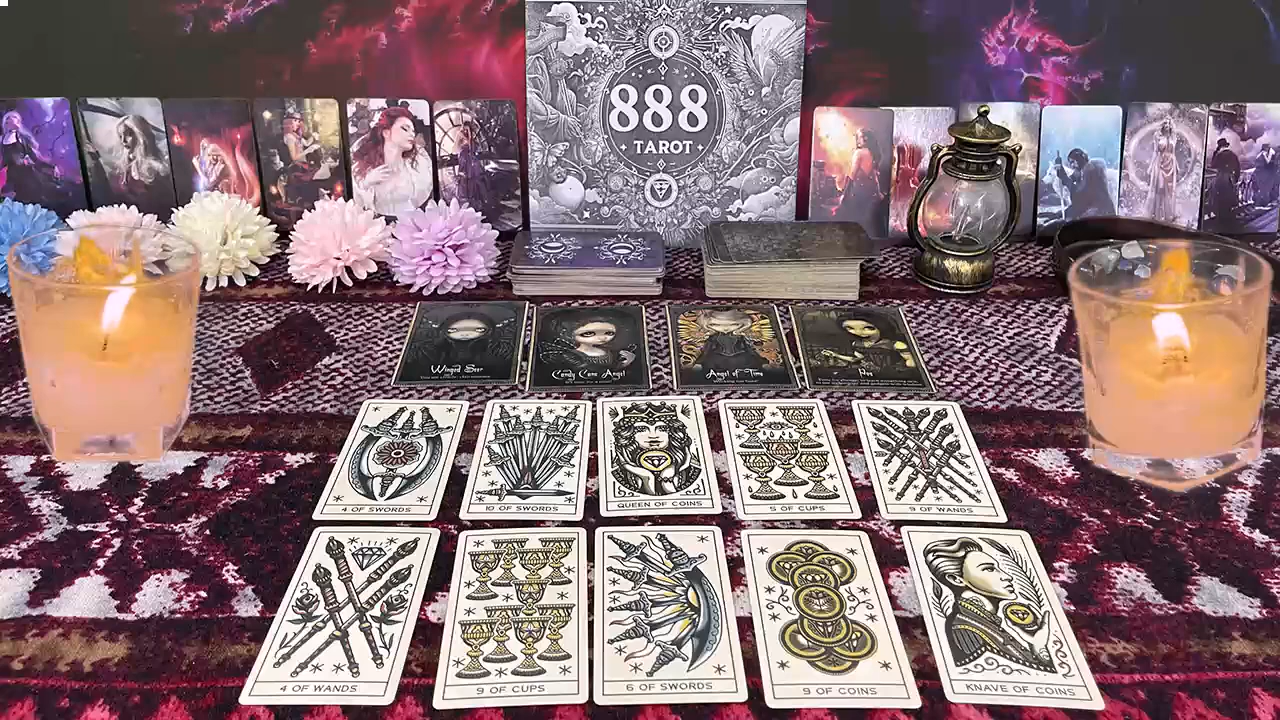 888
TAROT
Winged Seer
Candy Cane Angel
Angel of Time
Poe
4 OF SWORDS
10 OF SWORDS
QUEEN OF COINS
5 OF CUPS
9 OF WANDS
4 OF WANDS
9 OF CUPS
6 OF SWORDS
9 OF COINS
KNAVE OF COINS